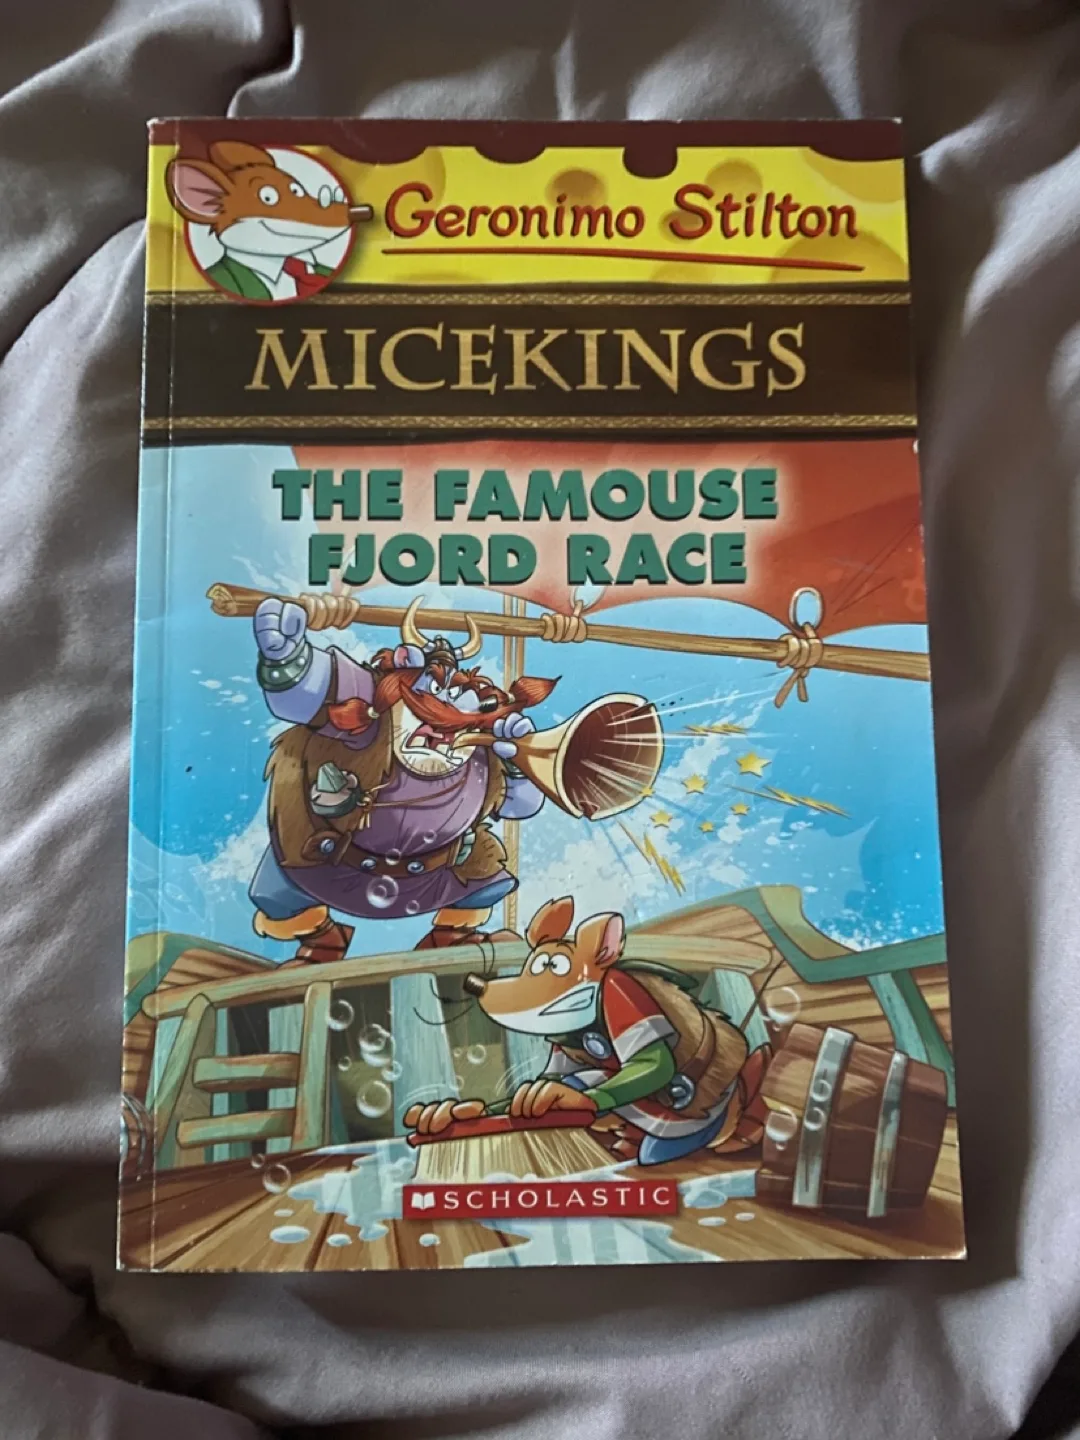 Geronimo Stilton
MICEKINGS
THE FAMOUSE
FJORD RACE
SCHOLASTIC